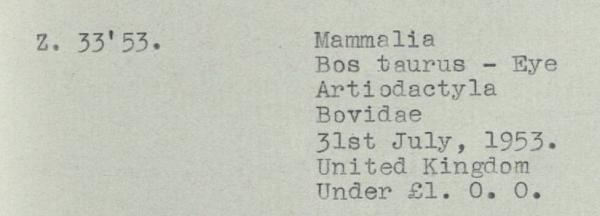 Z. 33'53. Mammalia
Bos taurus - Eye
Artiodactyla
Bovidae
31st July, 1953.
United Kingdom
Under £1. 0. 0.